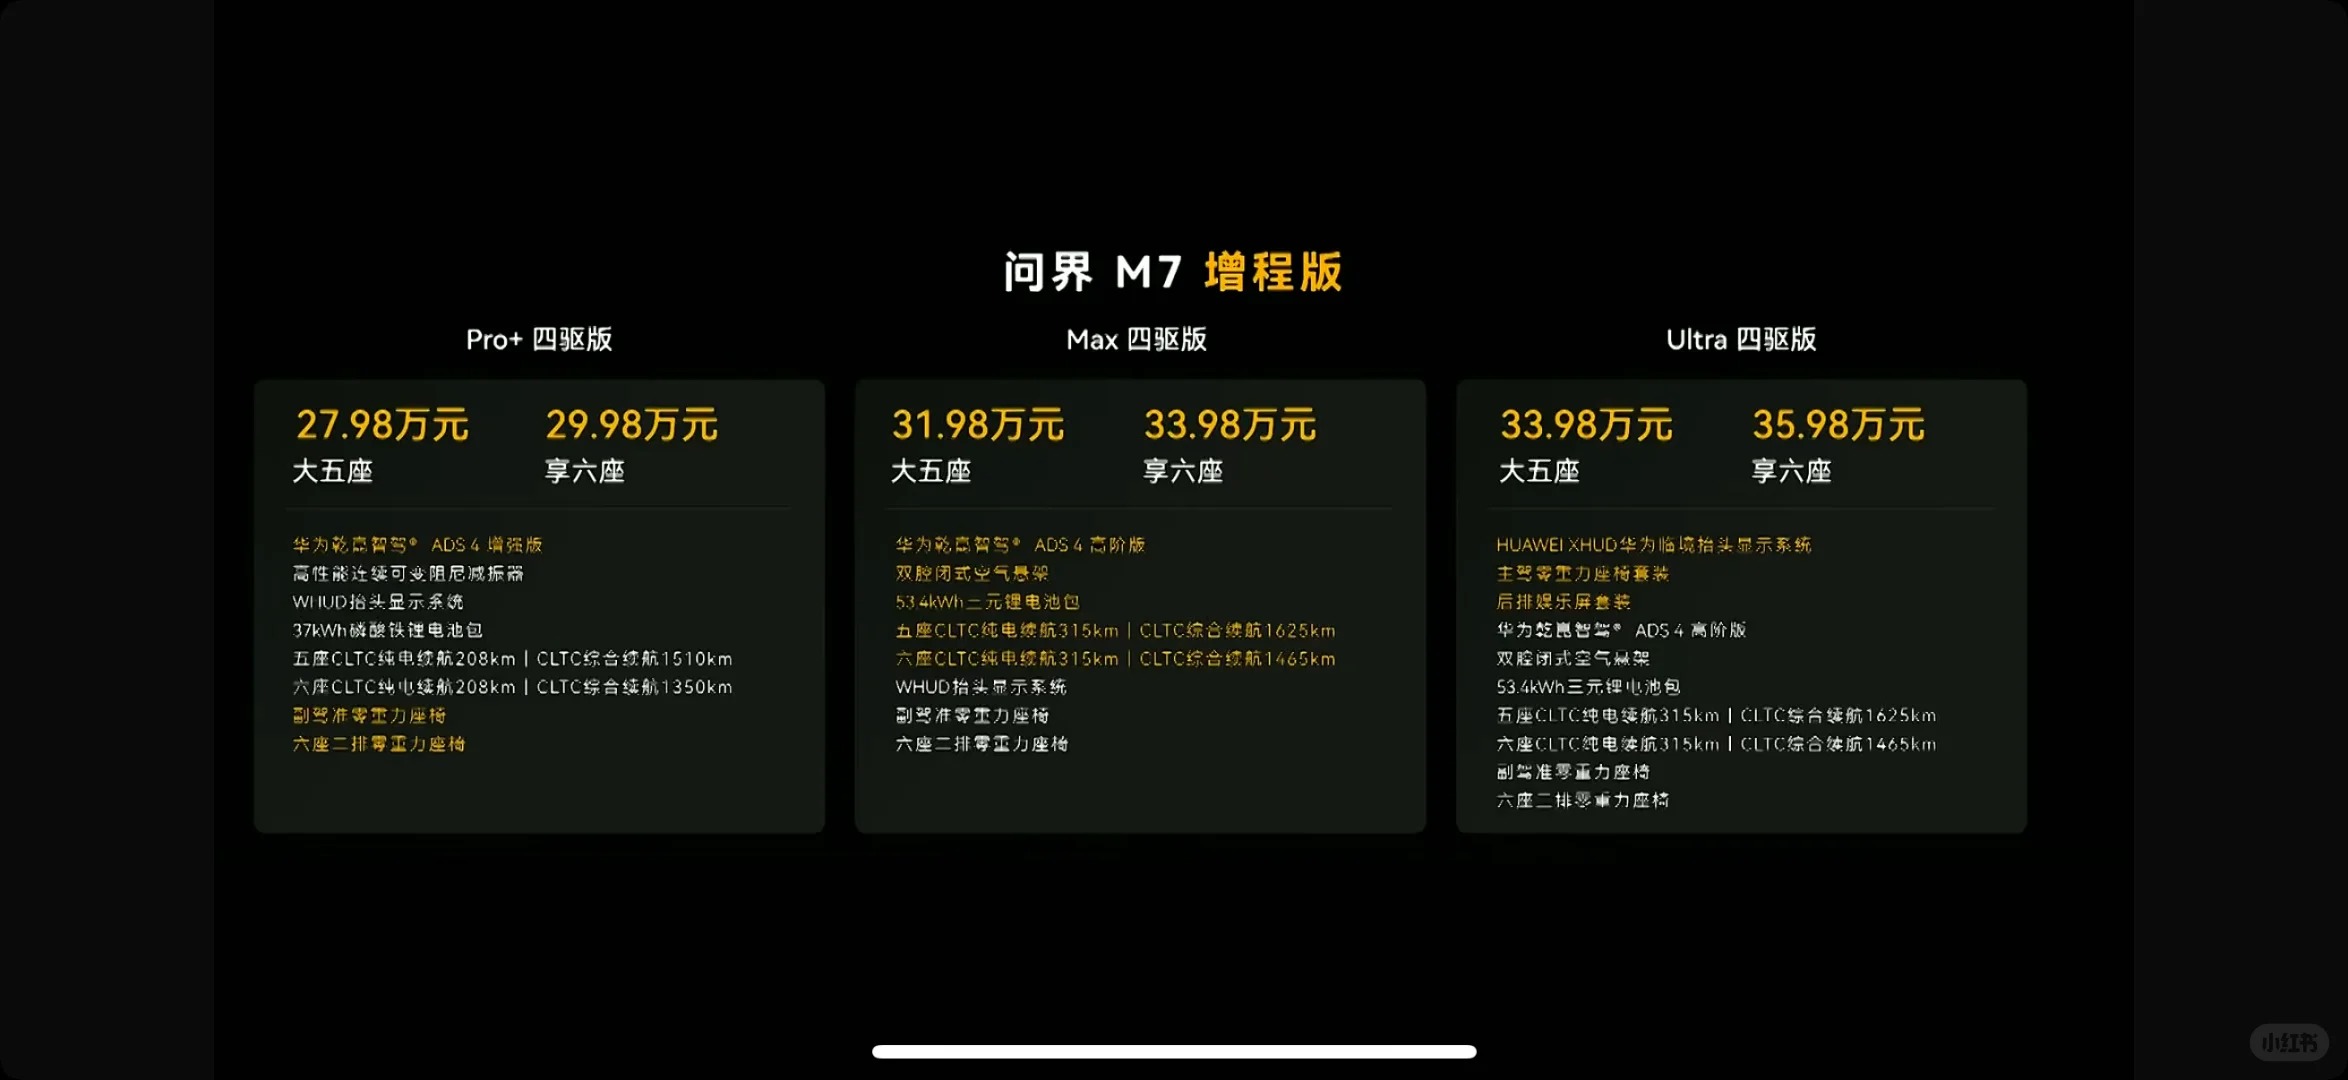 问界 M7 增程版
Pro+ 四驱版
27.98万元 29.98万元
大五座 享六座
华为乾崑智驾® ADS 4 增强版
高性能连续可变阻尼减振器
WHUD抬头显示系统
37kWh磷酸铁锂电池包
五座CLTC纯电续航208km | CLTC综合续航1510km
六座CLTC纯电续航208km | CLTC综合续航1350km
副驾准零重力座椅
六座二排零重力座椅
Max 四驱版
31.98万元 33.98万元
大五座 享六座
华为乾崑智驾® ADS 4 高阶版
双腔闭式空气悬架
53.4kWh三元锂电池包
五座CLTC纯电续航315km | CLTC综合续航1625km
六座CLTC纯电续航315km | CLTC综合续航1465km
WHUD抬头显示系统
副驾准零重力座椅
六座二排零重力座椅
Ultra 四驱版
33.98万元 35.98万元
大五座 享六座
HUAWEI XHUD华为临境抬头显示系统
主驾零重力座椅套装
后排娱乐屏套装
华为乾崑智驾® ADS 4 高阶版
双腔闭式空气悬架
53.4kWh三元锂电池包
五座CLTC纯电续航315km | CLTC综合续航1625km
六座CLTC纯电续航315km | CLTC综合续航1465km
副驾准零重力座椅
六座二排零重力座椅
小红书